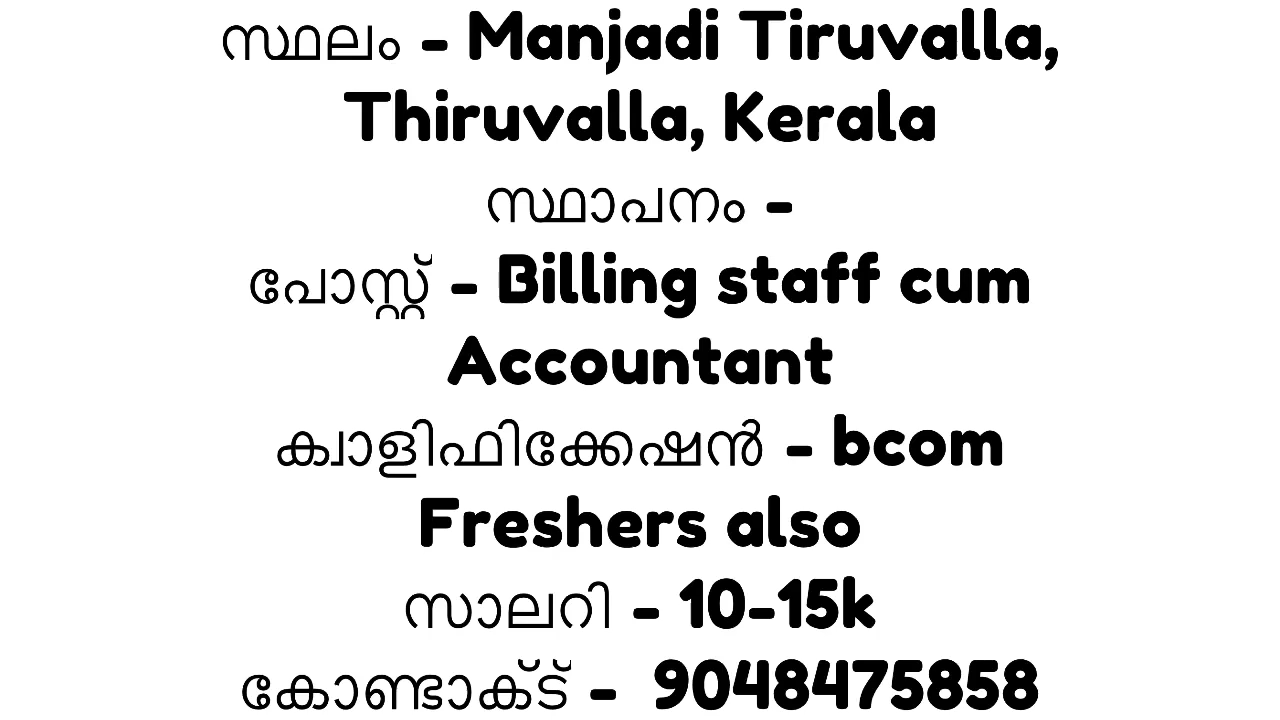 സ്ഥലം - Manjadi Tiruvalla,
Thiruvalla, Kerala
സ്ഥാപനം -
പോസ്റ്റ് - Billing staff cum
Accountant
ക്വാളിഫിക്കേഷൻ - bcom
Freshers also
സാലറി - 10-15k
കോണ്ടാക്ട് - 9048475858